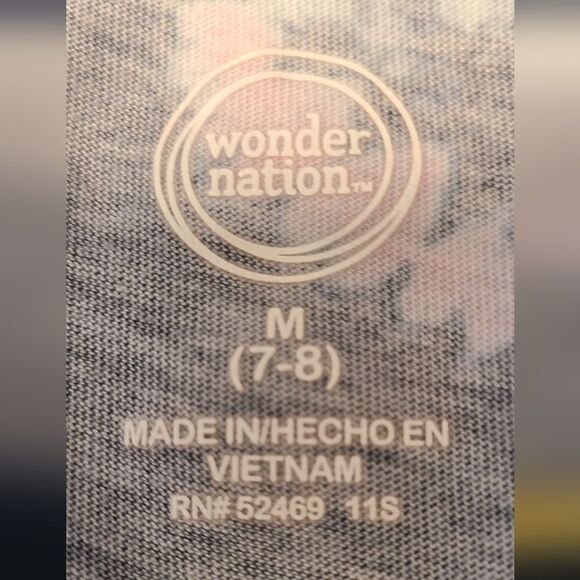 wonder
nation™
M
(7-8)
MADE IN/HECHO EN
VIETNAM
RN# 52469 11S